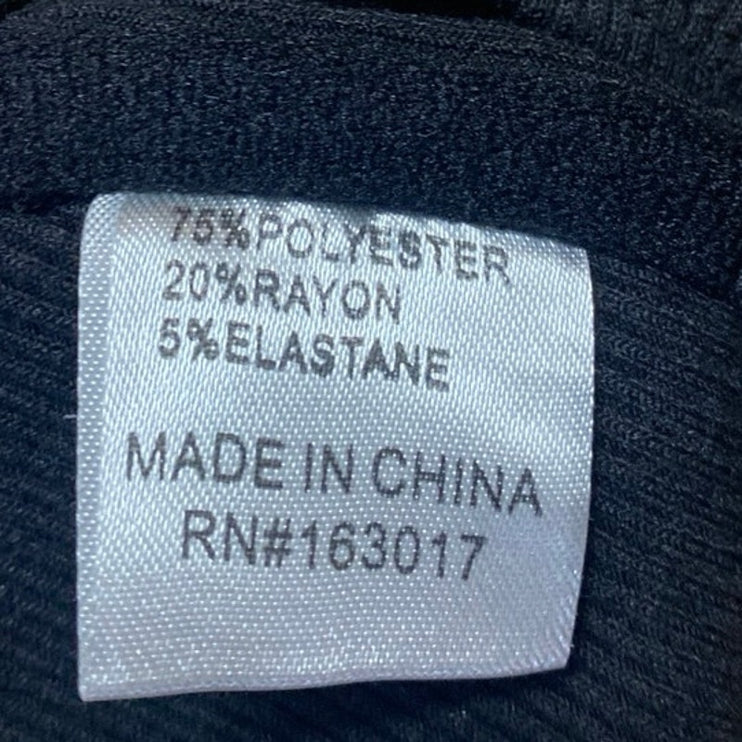 75%POLYESTER
20%RAYON
5%ELASTANE
MADE IN CHINA
RN#163017